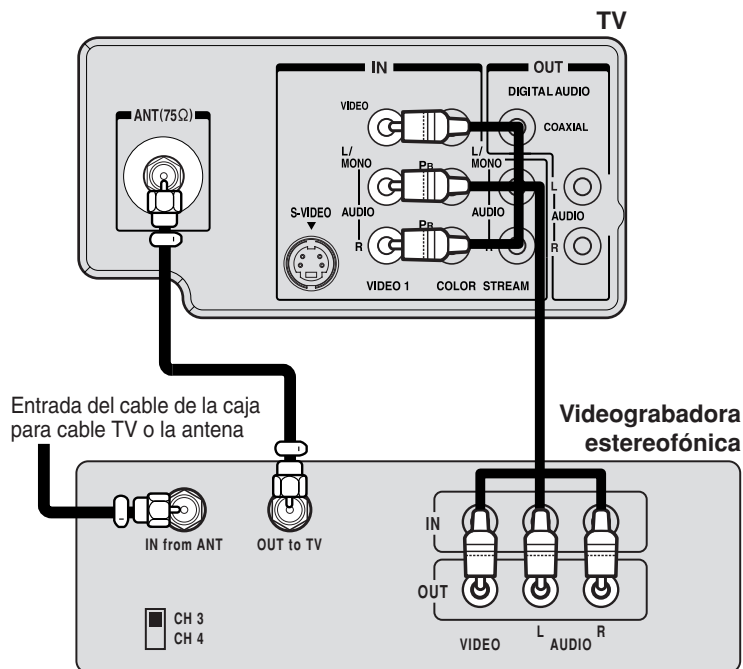 TV
IN
OUT
DIGITAL AUDIO
ANT(75Ω)
VIDEO
COAXIAL
L/
MONO
PB
L/
MONO
L
S-VIDEO
AUDIO
AUDIO
AUDIO
R
PR
R
R
VIDEO 1
COLOR STREAM
Entrada del cable de la caja
para cable TV o la antena
Videograbadora
estereofónica
IN from ANT
OUT to TV
IN
OUT
CH 3
CH 4
VIDEO
L
AUDIO
R